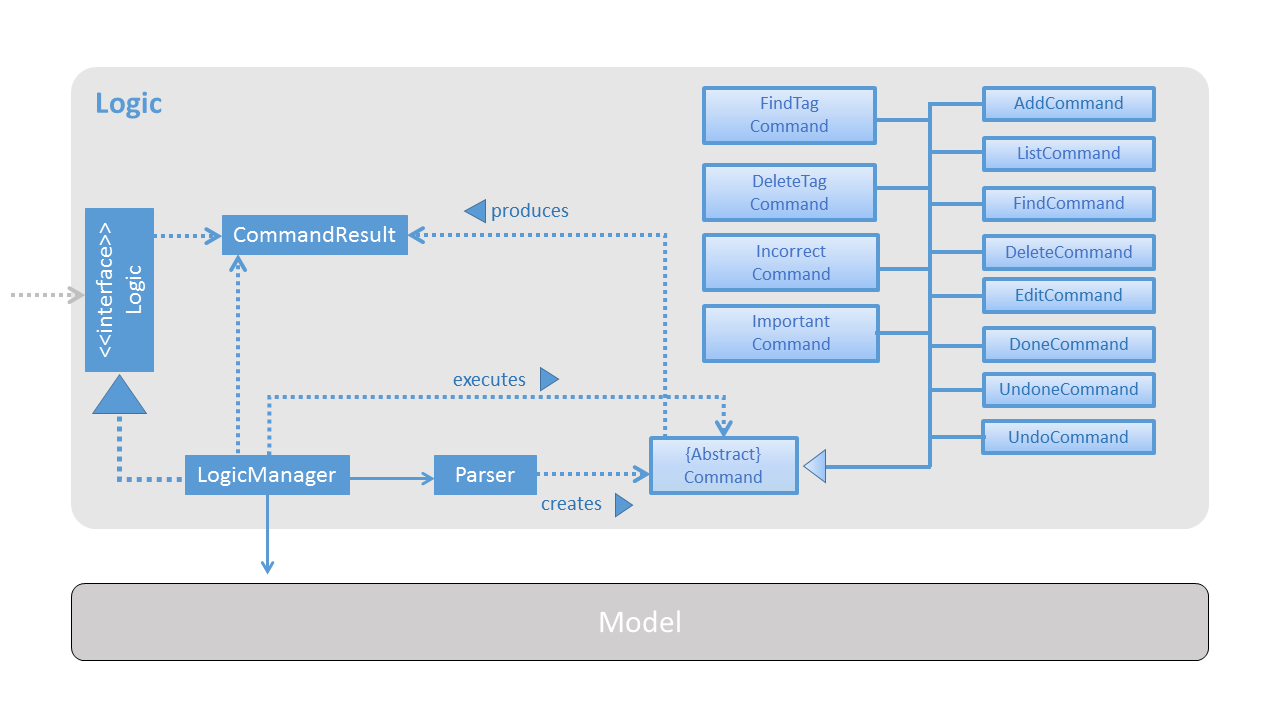 Logic
<<interface>>
Logic
CommandResult
produces
executes
LogicManager
Parser
creates
{Abstract}
Command
FindTag
Command
DeleteTag
Command
Incorrect
Command
Important
Command
AddCommand
ListCommand
FindCommand
DeleteCommand
EditCommand
DoneCommand
UndoneCommand
UndoCommand
Model